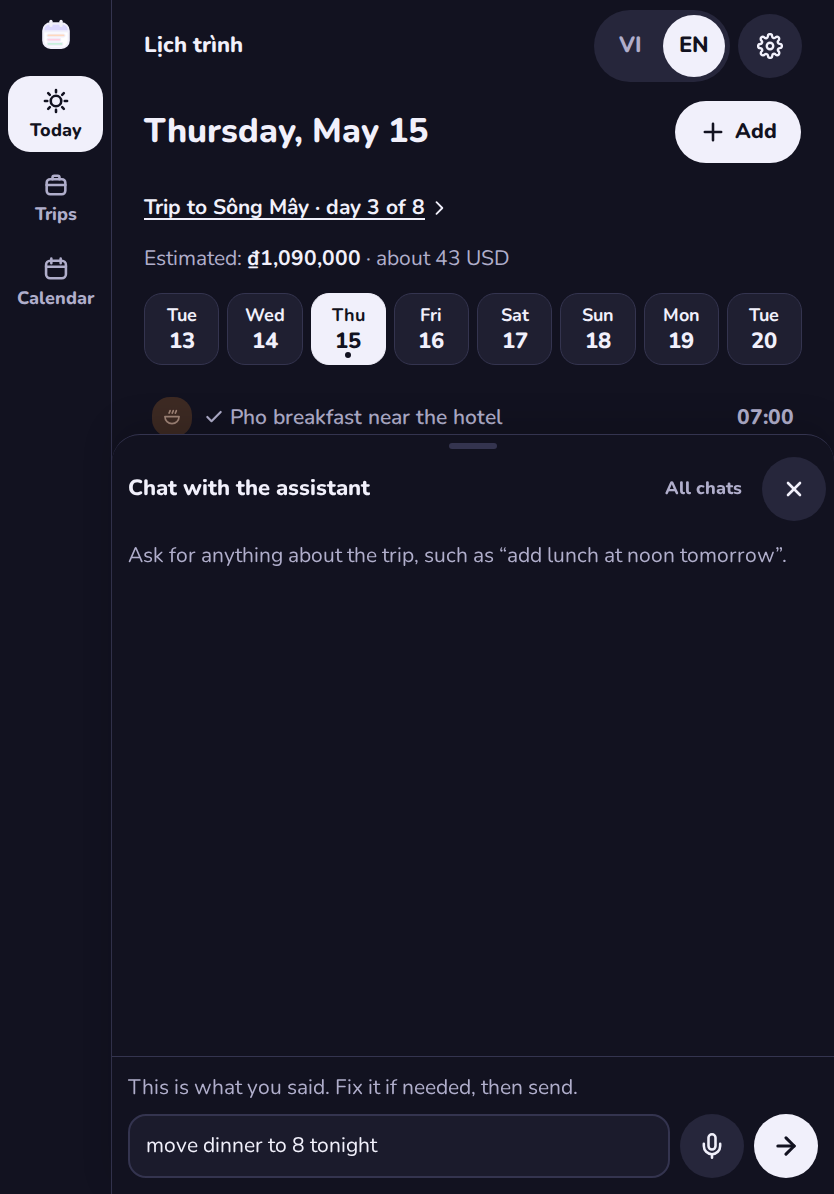 Lịch trình
VI
EN
Today
Trips
Calendar
Thursday, May 15
Add
Trip to Sông Mây · day 3 of 8
Estimated: ₫1,090,000 · about 43 USD
Tue Wed Thu Fri Sat Sun Mon Tue
13 14 15 16 17 18 19 20
Pho breakfast near the hotel 07:00
Chat with the assistant
All chats
Ask for anything about the trip, such as “add lunch at noon tomorrow”.
This is what you said. Fix it if needed, then send.
move dinner to 8 tonight